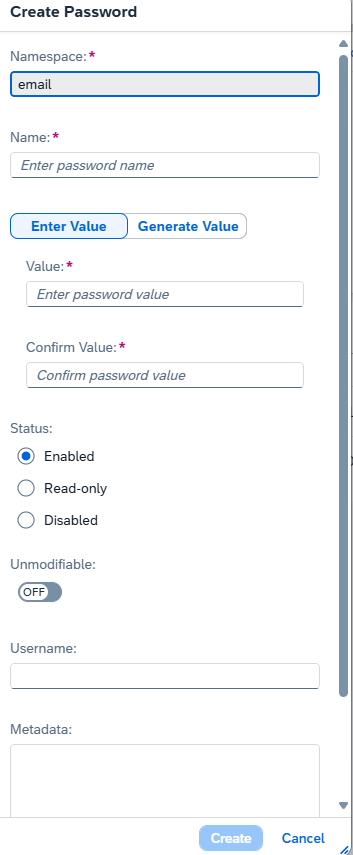 Create Password
Namespace:*
email
Name:*
Enter password name
Enter Value Generate Value
Value:*
Enter password value
Confirm Value:*
Confirm password value
Status:
Enabled
Read-only
Disabled
Unmodifiable:
OFF
Username:
Metadata:
Create Cancel